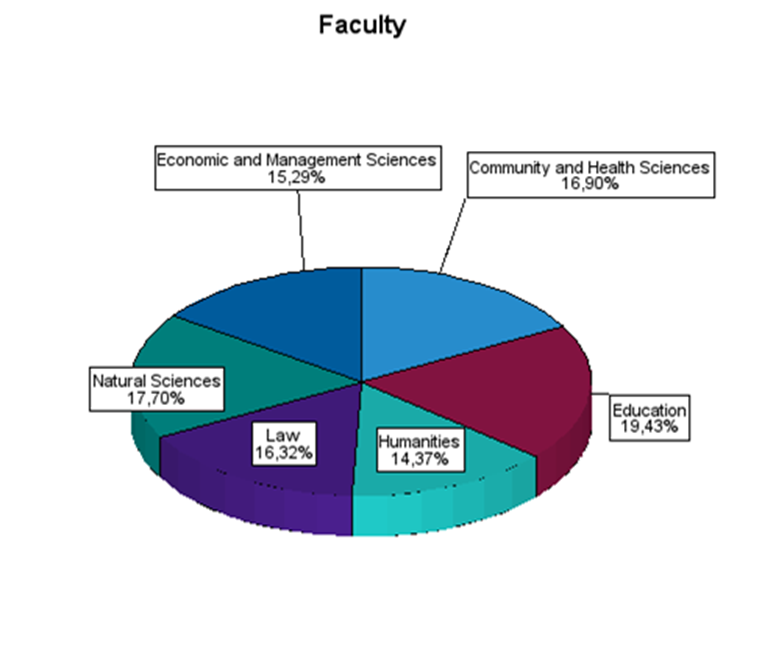 Faculty
Economic and Management Sciences
15,29%
Community and Health Sciences
16,90%
Natural Sciences
17,70%
Education
19,43%
Law
16,32%
Humanities
14,37%